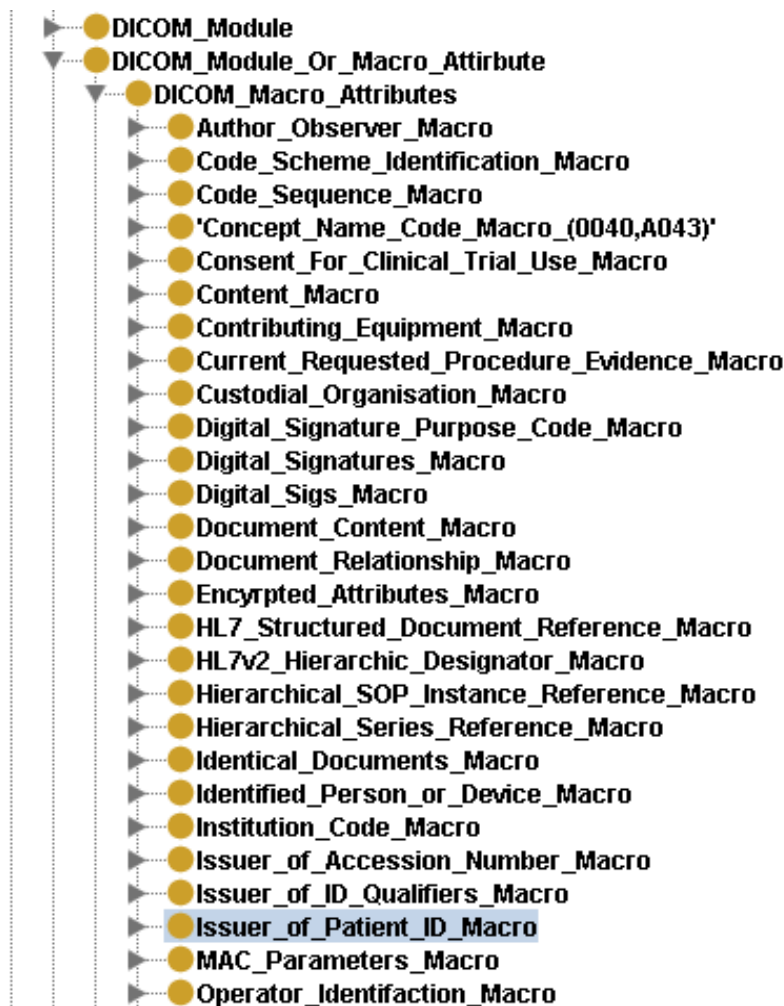 DICOM_Module
DICOM_Module_Or_Macro_Attirbute
DICOM_Macro_Attributes
Author_Observer_Macro
Code_Scheme_Identification_Macro
Code_Sequence_Macro
'Concept_Name_Code_Macro_(0040,A043)'
Consent_For_Clinical_Trial_Use_Macro
Content_Macro
Contributing_Equipment_Macro
Current_Requested_Procedure_Evidence_Macro
Custodial_Organisation_Macro
Digital_Signature_Purpose_Code_Macro
Digital_Signatures_Macro
Digital_Sigs_Macro
Document_Content_Macro
Document_Relationship_Macro
Encyrpted_Attributes_Macro
HL7_Structured_Document_Reference_Macro
HL7v2_Hierarchic_Designator_Macro
Hierarchical_SOP_Instance_Reference_Macro
Hierarchical_Series_Reference_Macro
Identical_Documents_Macro
Identified_Person_or_Device_Macro
Institution_Code_Macro
Issuer_of_Accession_Number_Macro
Issuer_of_ID_Qualifiers_Macro
Issuer_of_Patient_ID_Macro
MAC_Parameters_Macro
Operator_Identifaction_Macro